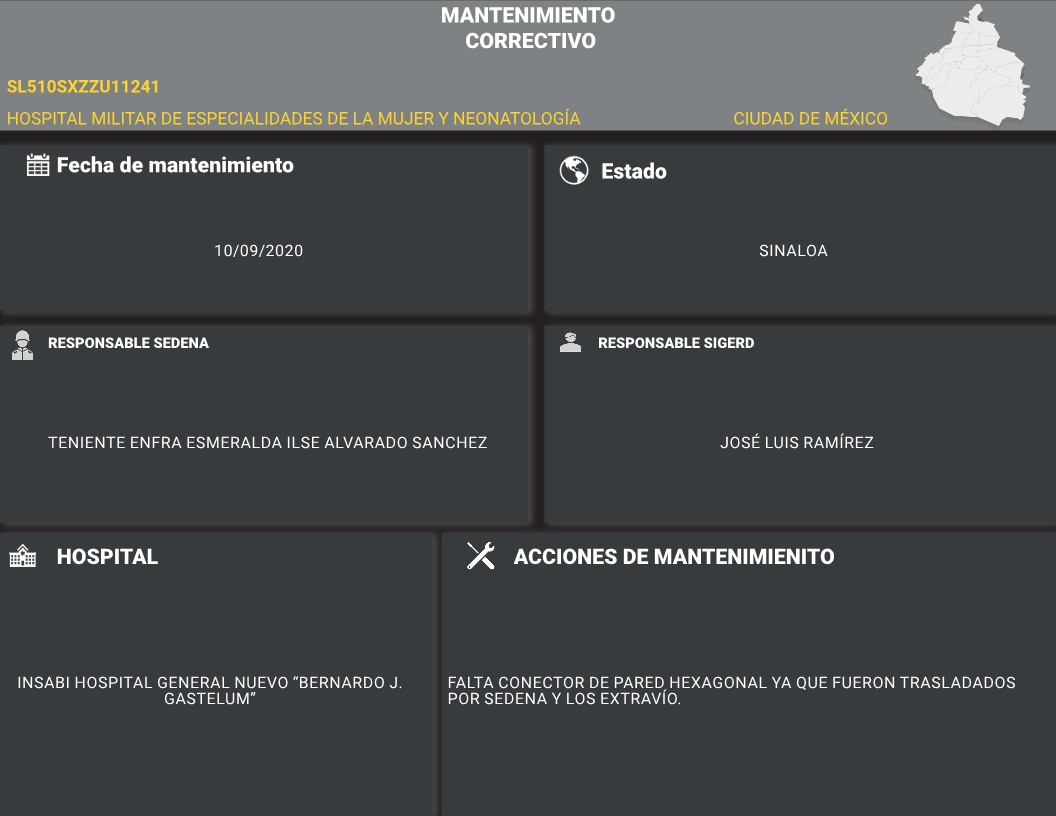 MANTENIMIENTO
CORRECTIVO
SL510SXZZU11241
HOSPITAL MILITAR DE ESPECIALIDADES DE LA MUJER Y NEONATOLOGÍA
CIUDAD DE MÉXICO
Fecha de mantenimiento
10/09/2020
Estado
SINALOA
RESPONSABLE SEDENA
TENIENTE ENFRA ESMERALDA ILSE ALVARADO SANCHEZ
RESPONSABLE SIGERD
JOSÉ LUIS RAMÍREZ
HOSPITAL
INSABI HOSPITAL GENERAL NUEVO “BERNARDO J.
GASTELUM”
ACCIONES DE MANTENIMIENITO
FALTA CONECTOR DE PARED HEXAGONAL YA QUE FUERON TRASLADADOS
POR SEDENA Y LOS EXTRAVÍO.